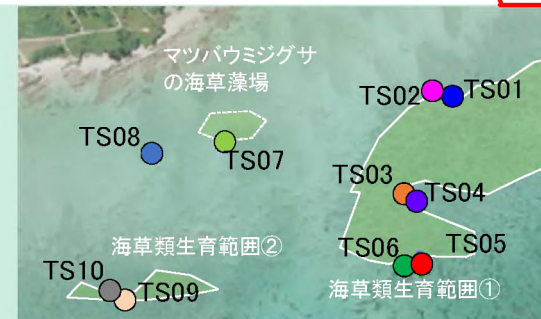 マツバウミジグサ
の海草藻場
TS02
TS01
TS08
TS07
TS03
TS04
海草類生育範囲②
TS06
TS05
TS10
TS09
海草類生育範囲①